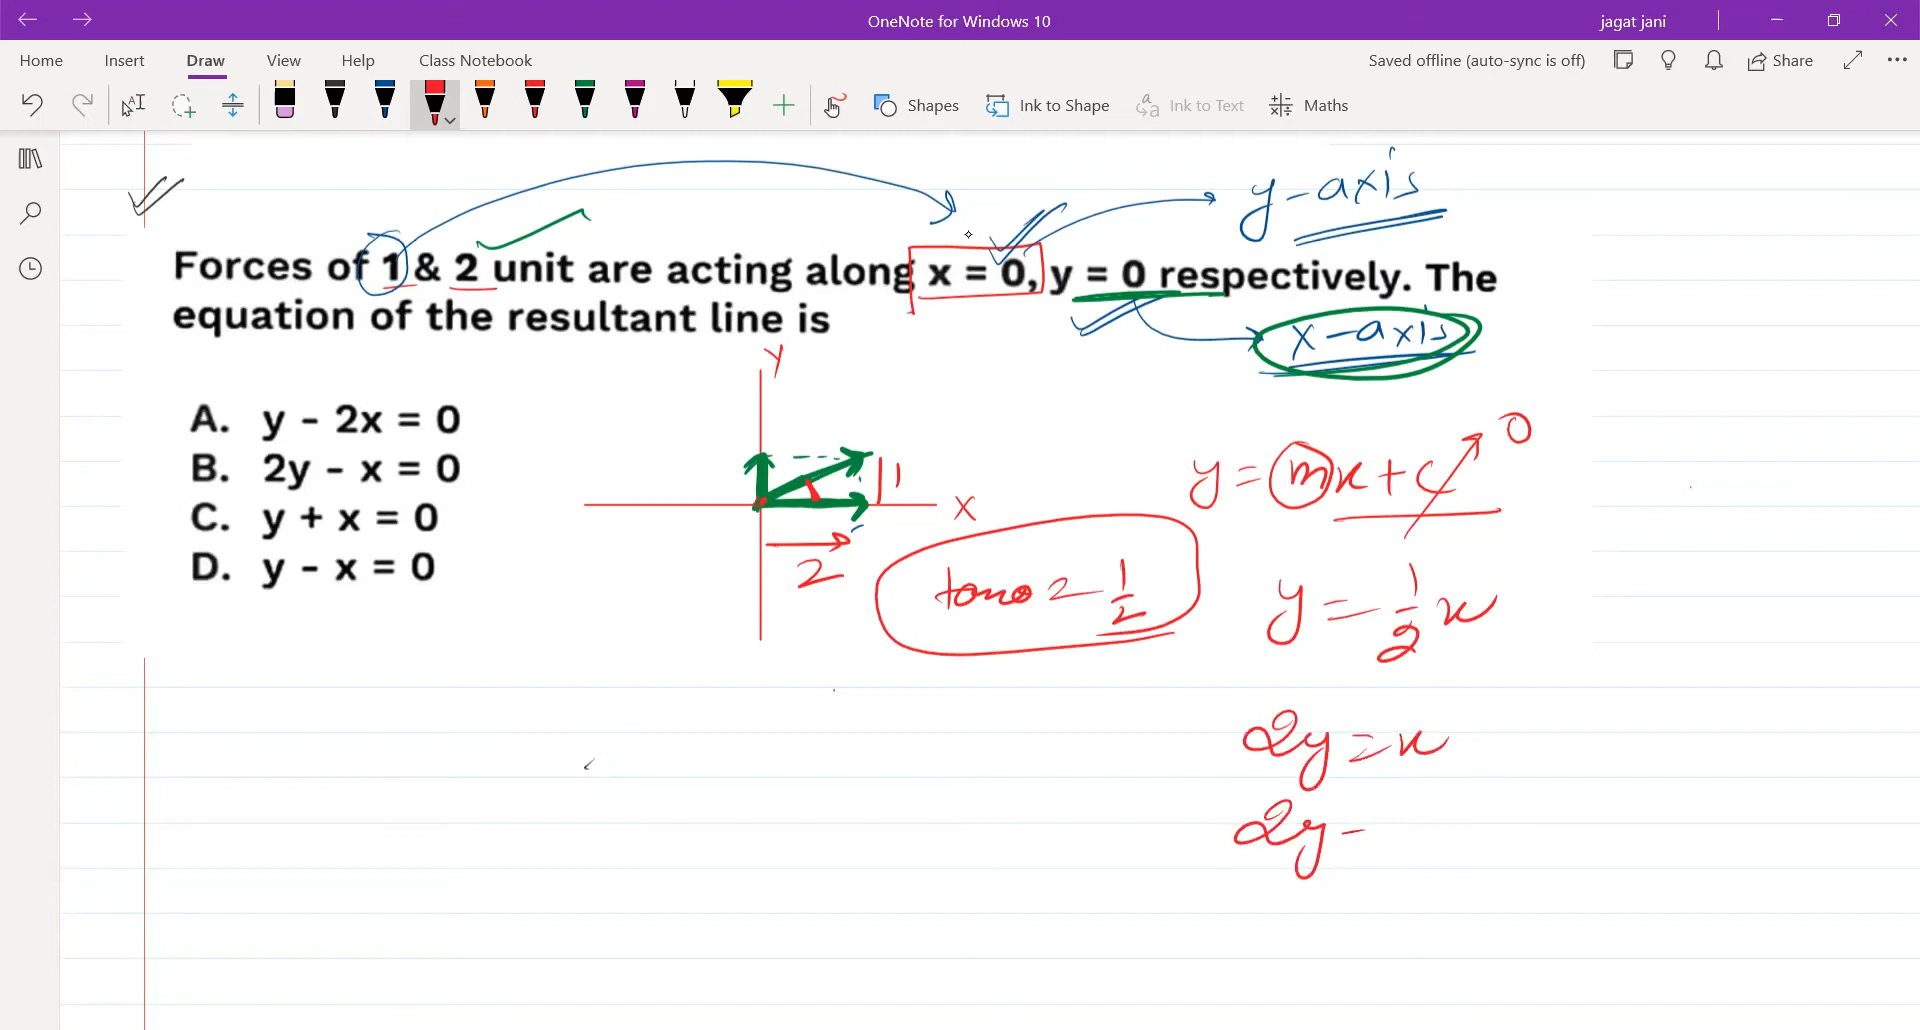 OneNote for Windows 10
jagat jani
Home Insert Draw View Help Class Notebook
Saved offline (auto-sync is off) Share
Shapes Ink to Shape Ink to Text Maths
y-axis
Forces of 1 & 2 unit are acting along x = 0, y = 0 respectively. The
equation of the resultant line is
x-axis
A. y - 2x = 0
B. 2y - x = 0
C. y + x = 0
D. y - x = 0
y
1
x
2
tanθ = 1/2
y = mx + c 0
y = 1/2 x
2y = x
2y -